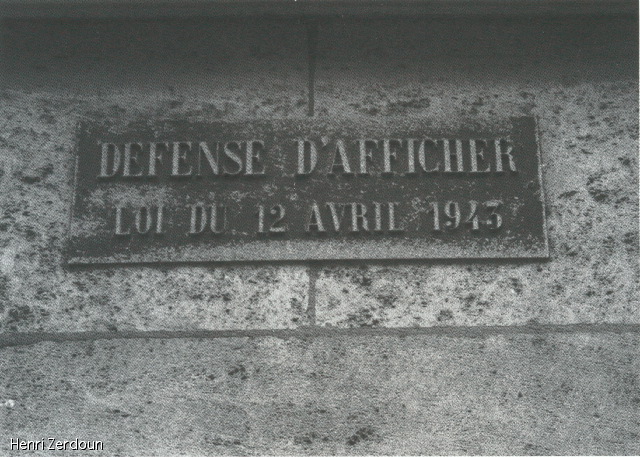 DEFENSE D'AFFICHER
LOI DU 12 AVRIL 1943
Henri Zerdoun